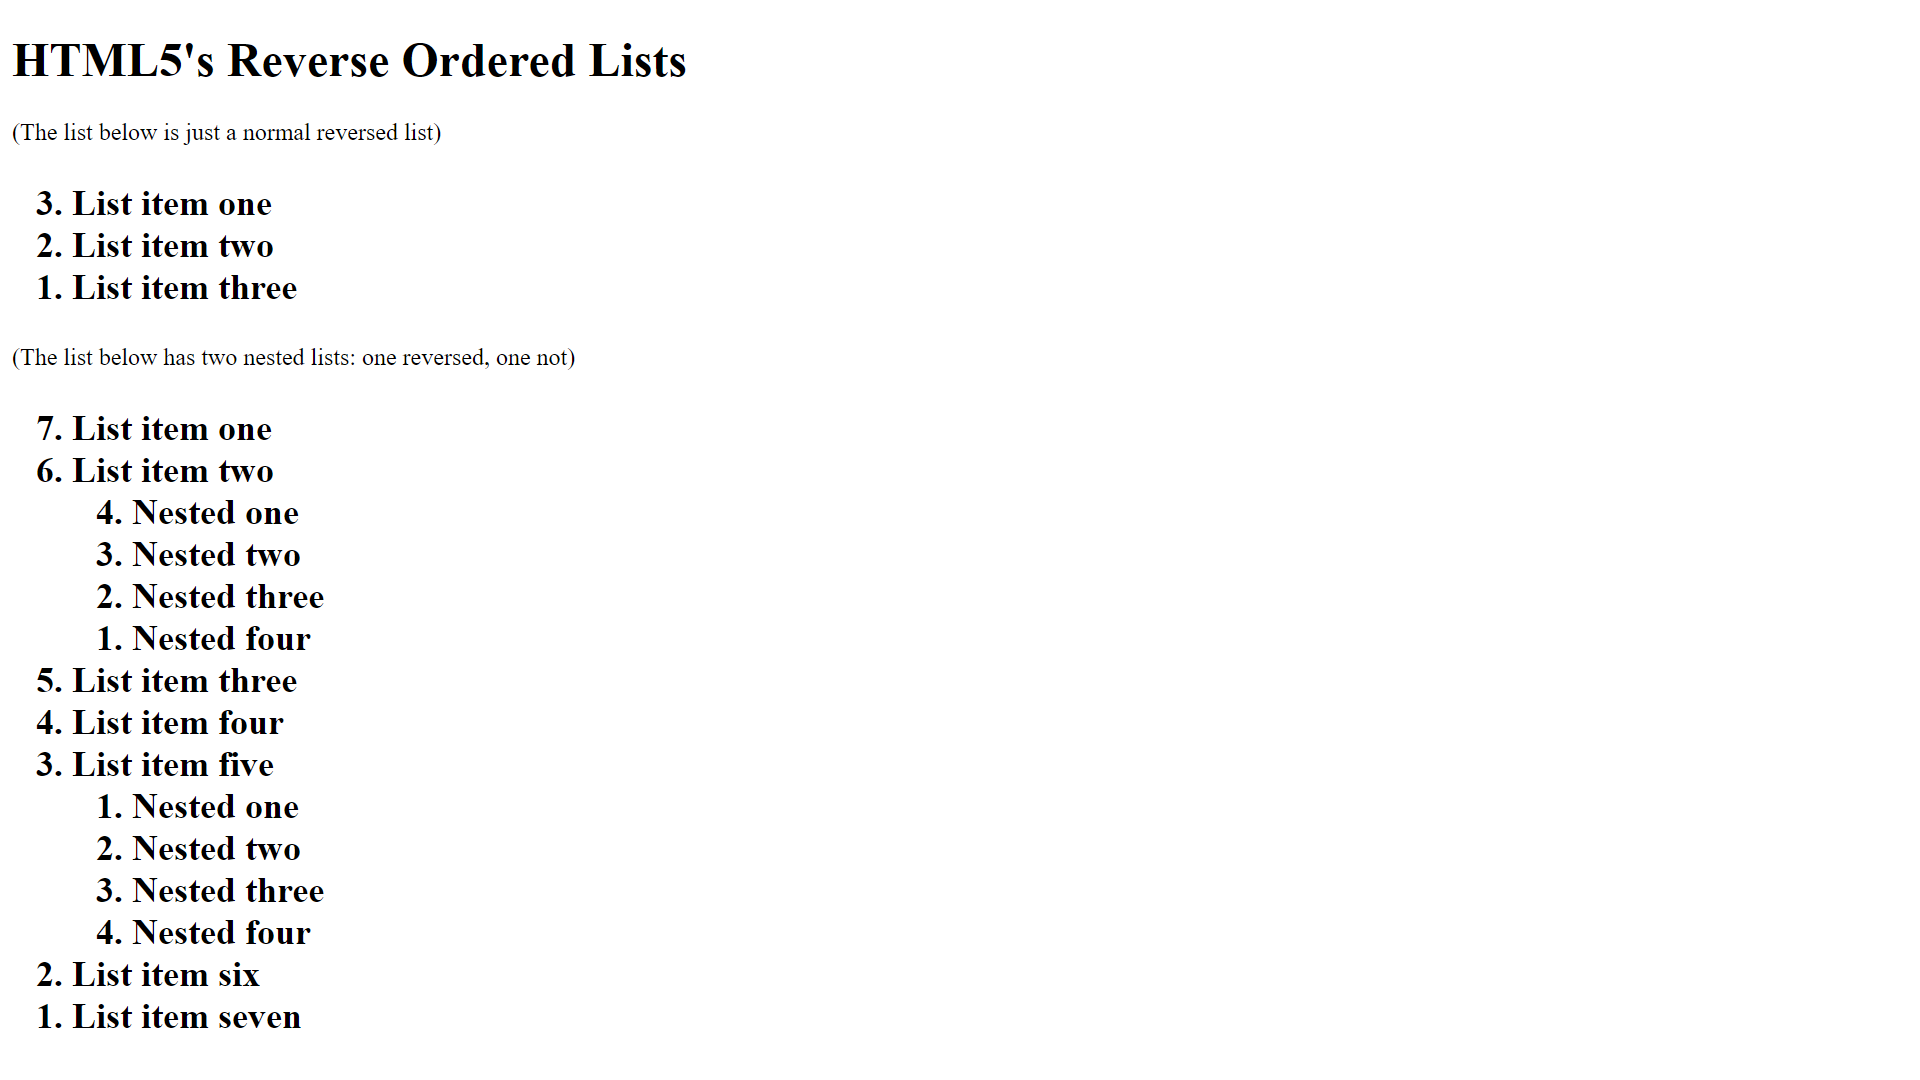 HTML5's Reverse Ordered Lists
(The list below is just a normal reversed list)
3. List item one
2. List item two
1. List item three
(The list below has two nested lists: one reversed, one not)
7. List item one
6. List item two
4. Nested one
3. Nested two
2. Nested three
1. Nested four
5. List item three
4. List item four
3. List item five
1. Nested one
2. Nested two
3. Nested three
4. Nested four
2. List item six
1. List item seven